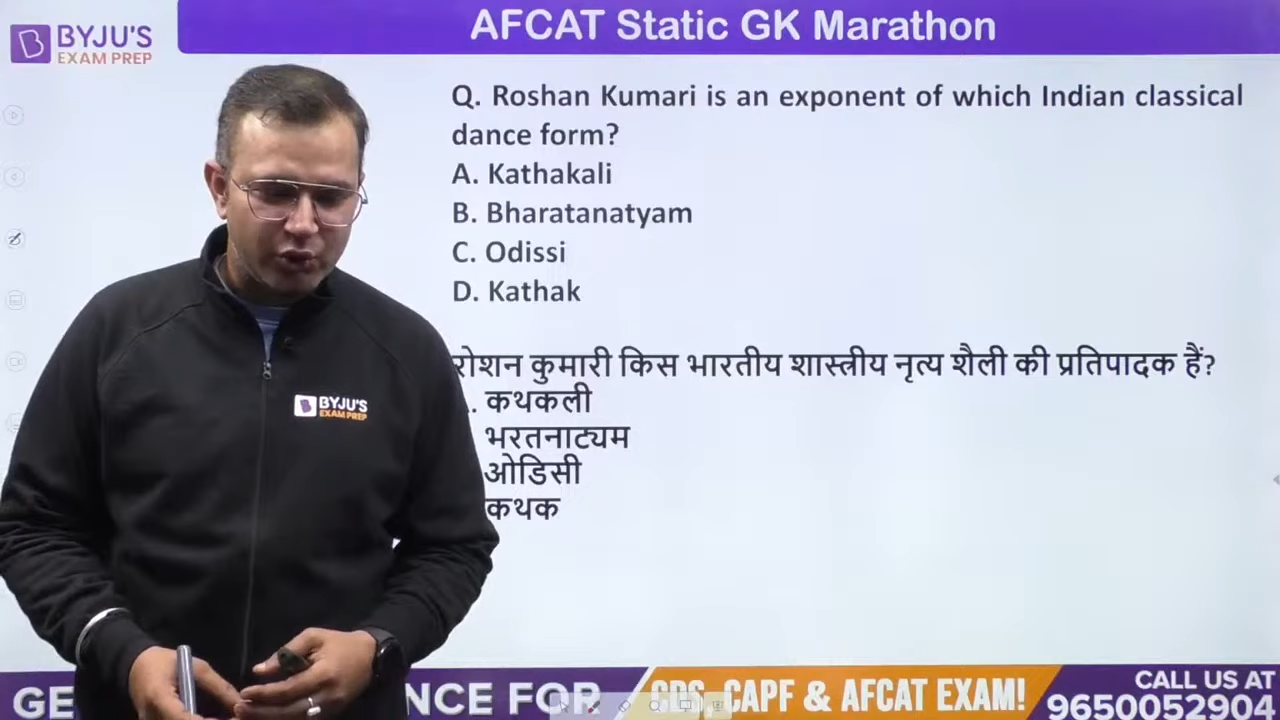 BYJU'S
EXAM PREP
AFCAT Static GK Marathon
Q. Roshan Kumari is an exponent of which Indian classical
dance form?
A. Kathakali
B. Bharatanatyam
C. Odissi
D. Kathak
रोशन कुमारी किस भारतीय शास्त्रीय नृत्य शैली की प्रतिपादक हैं?
कथकली
भरतनाट्यम
ओडिसी
कथक
BYJU'S
EXAM PREP
FOR
CDS, CAPF & AFCAT EXAM!
CALL US AT
9650052904